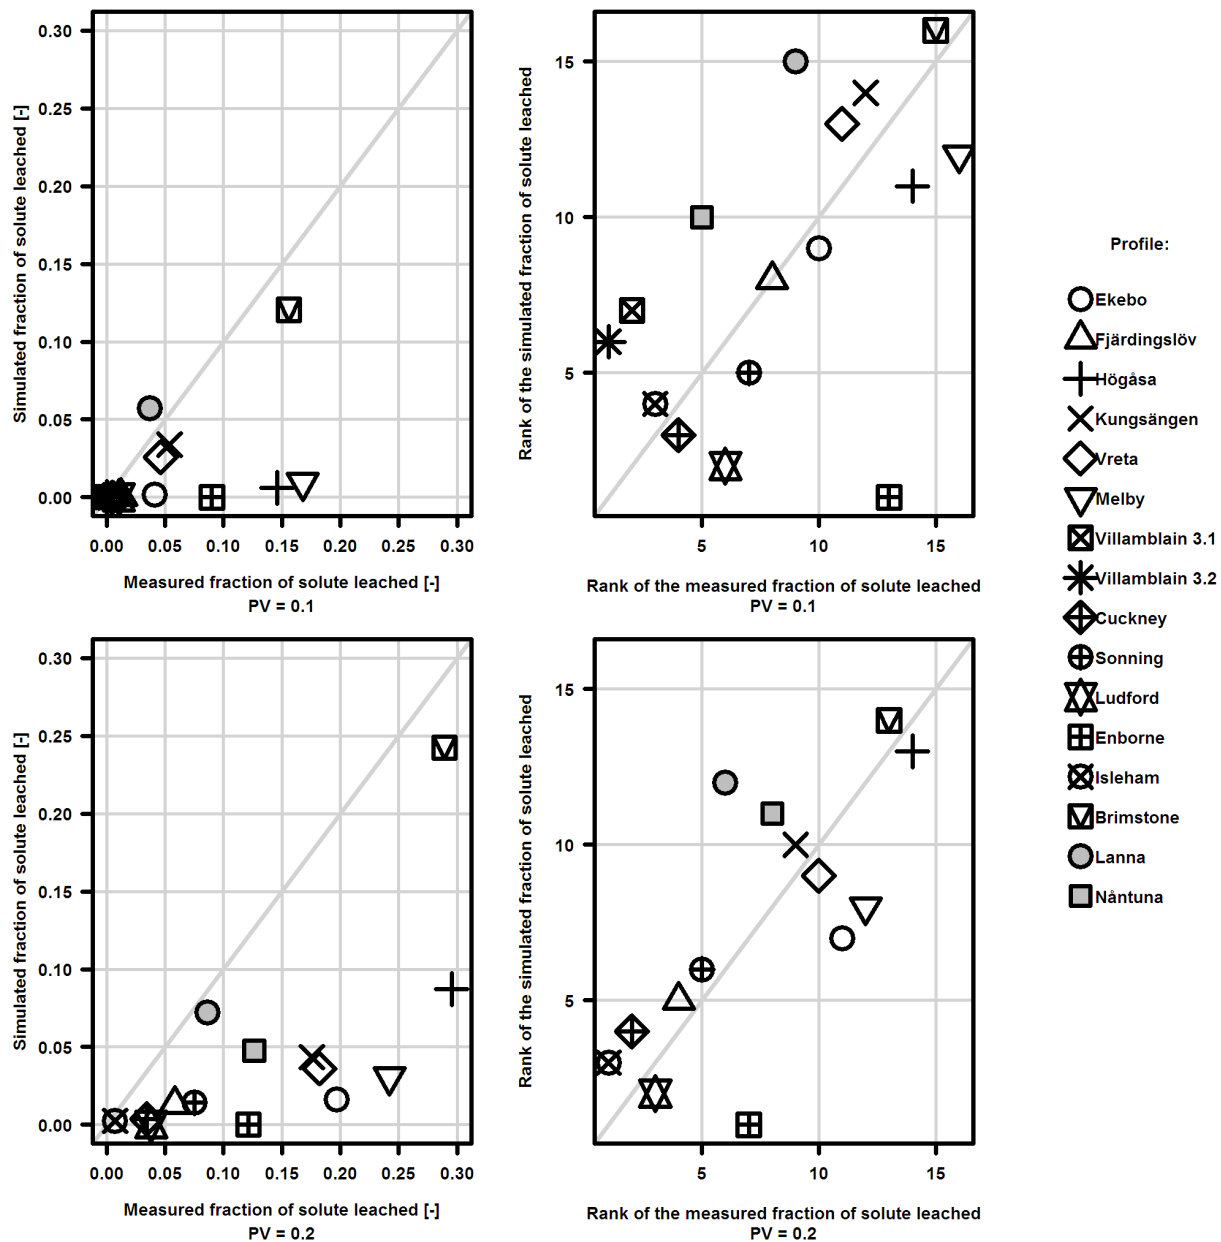 Simulated fraction of solute leached [-]
0.30
0.25
0.20
0.15
0.10
0.05
0.00
0.00 0.05 0.10 0.15 0.20 0.25 0.30
Measured fraction of solute leached [-]
PV = 0.1
Rank of the simulated fraction of solute leached
15
10
5
5 10 15
Rank of the measured fraction of solute leached
PV = 0.1
Simulated fraction of solute leached [-]
0.30
0.25
0.20
0.15
0.10
0.05
0.00
0.00 0.05 0.10 0.15 0.20 0.25 0.30
Measured fraction of solute leached [-]
PV = 0.2
Rank of the simulated fraction of solute leached
15
10
5
5 10 15
Rank of the measured fraction of solute leached
PV = 0.2
Profile:
Ekebo
Fjärdingslöv
Högåsa
Kungsängen
Vreta
Melby
Villamblain 3.1
Villamblain 3.2
Cuckney
Sonning
Ludford
Enborne
Isleham
Brimstone
Lanna
Nåntuna